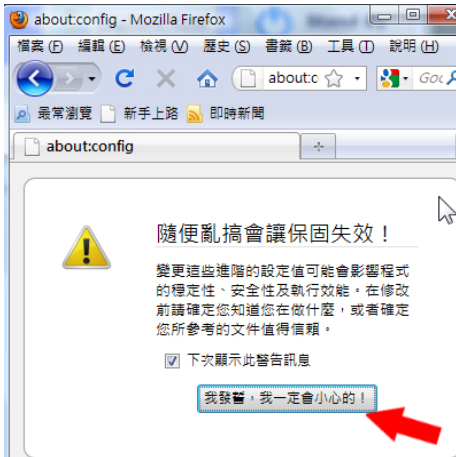 about:config - Mozilla Firefox
檔案(F) 編輯(E) 檢視(V) 歷史(S) 書籤(B) 工具(T) 說明(H)
about:c Goc
最常瀏覽 新手上路 即時新聞
about:config
隨便亂搞會讓保固失效！
變更這些進階的設定值可能會影響程式
的穩定性、安全性及執行效能。在修改
前請確定您知道您在做什麼，或者確定
您所參考的文件值得信賴。
下次顯示此警告訊息
我發誓，我一定會小心的！